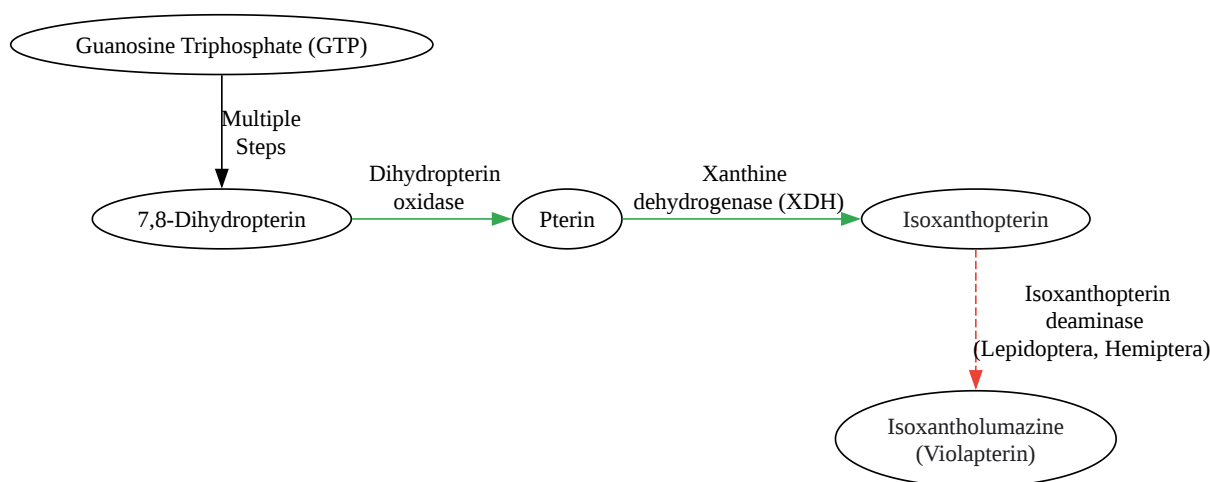 Guanosine Triphosphate (GTP)
Multiple
Steps
7,8-Dihydropterin
Dihydropterin
oxidase
Pterin
Xanthine
dehydrogenase (XDH)
Isoxanthopterin
Isoxanthopterin
deaminase
(Lepidoptera, Hemiptera)
Isoxantholumazine
(Violapterin)